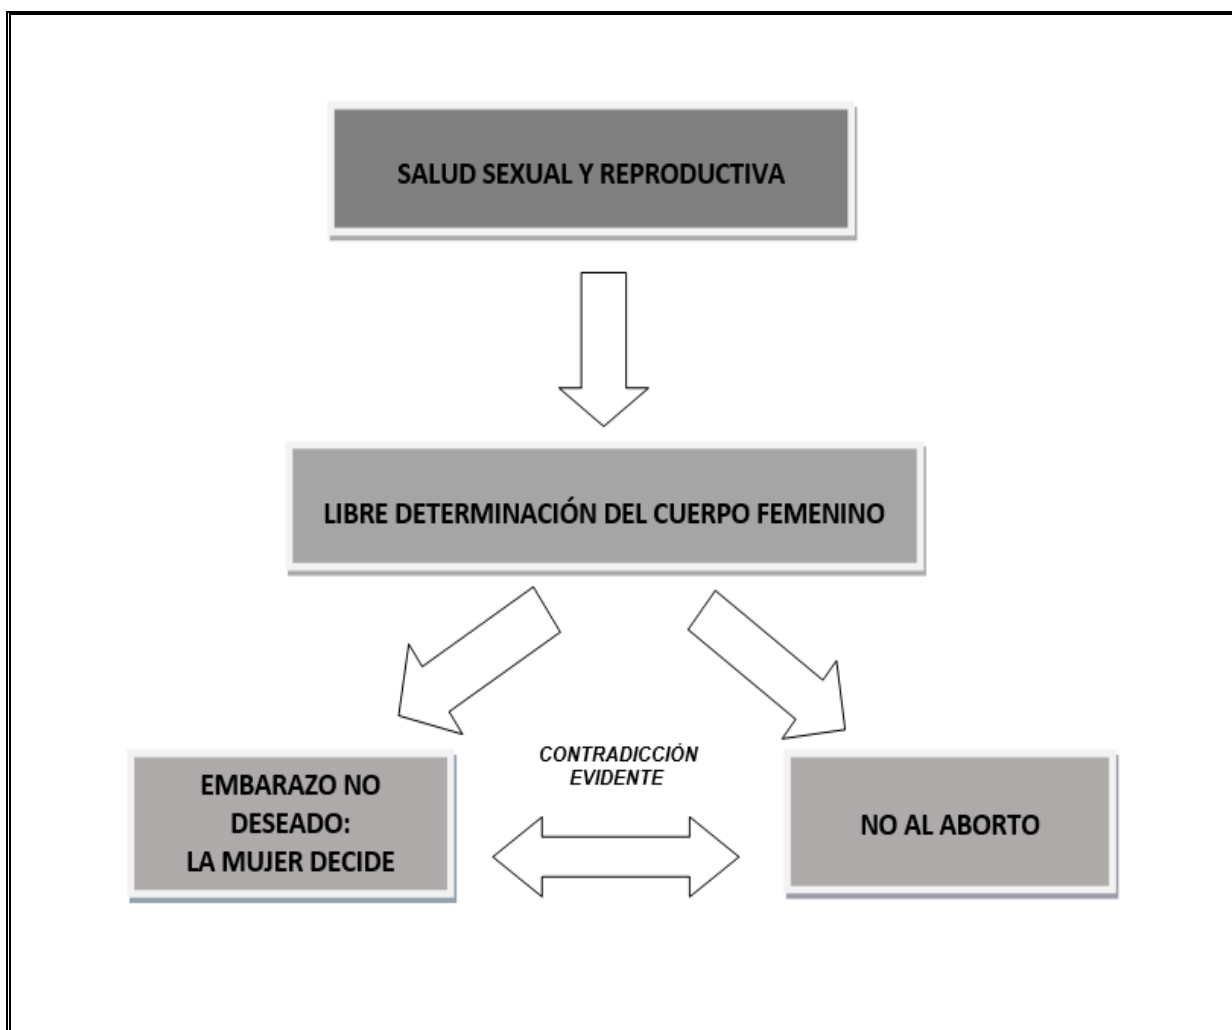 SALUD SEXUAL Y REPRODUCTIVA
LIBRE DETERMINACIÓN DEL CUERPO FEMENINO
CONTRADICCIÓN
EVIDENTE
EMBARAZO NO
DESEADO:
LA MUJER DECIDE
NO AL ABORTO